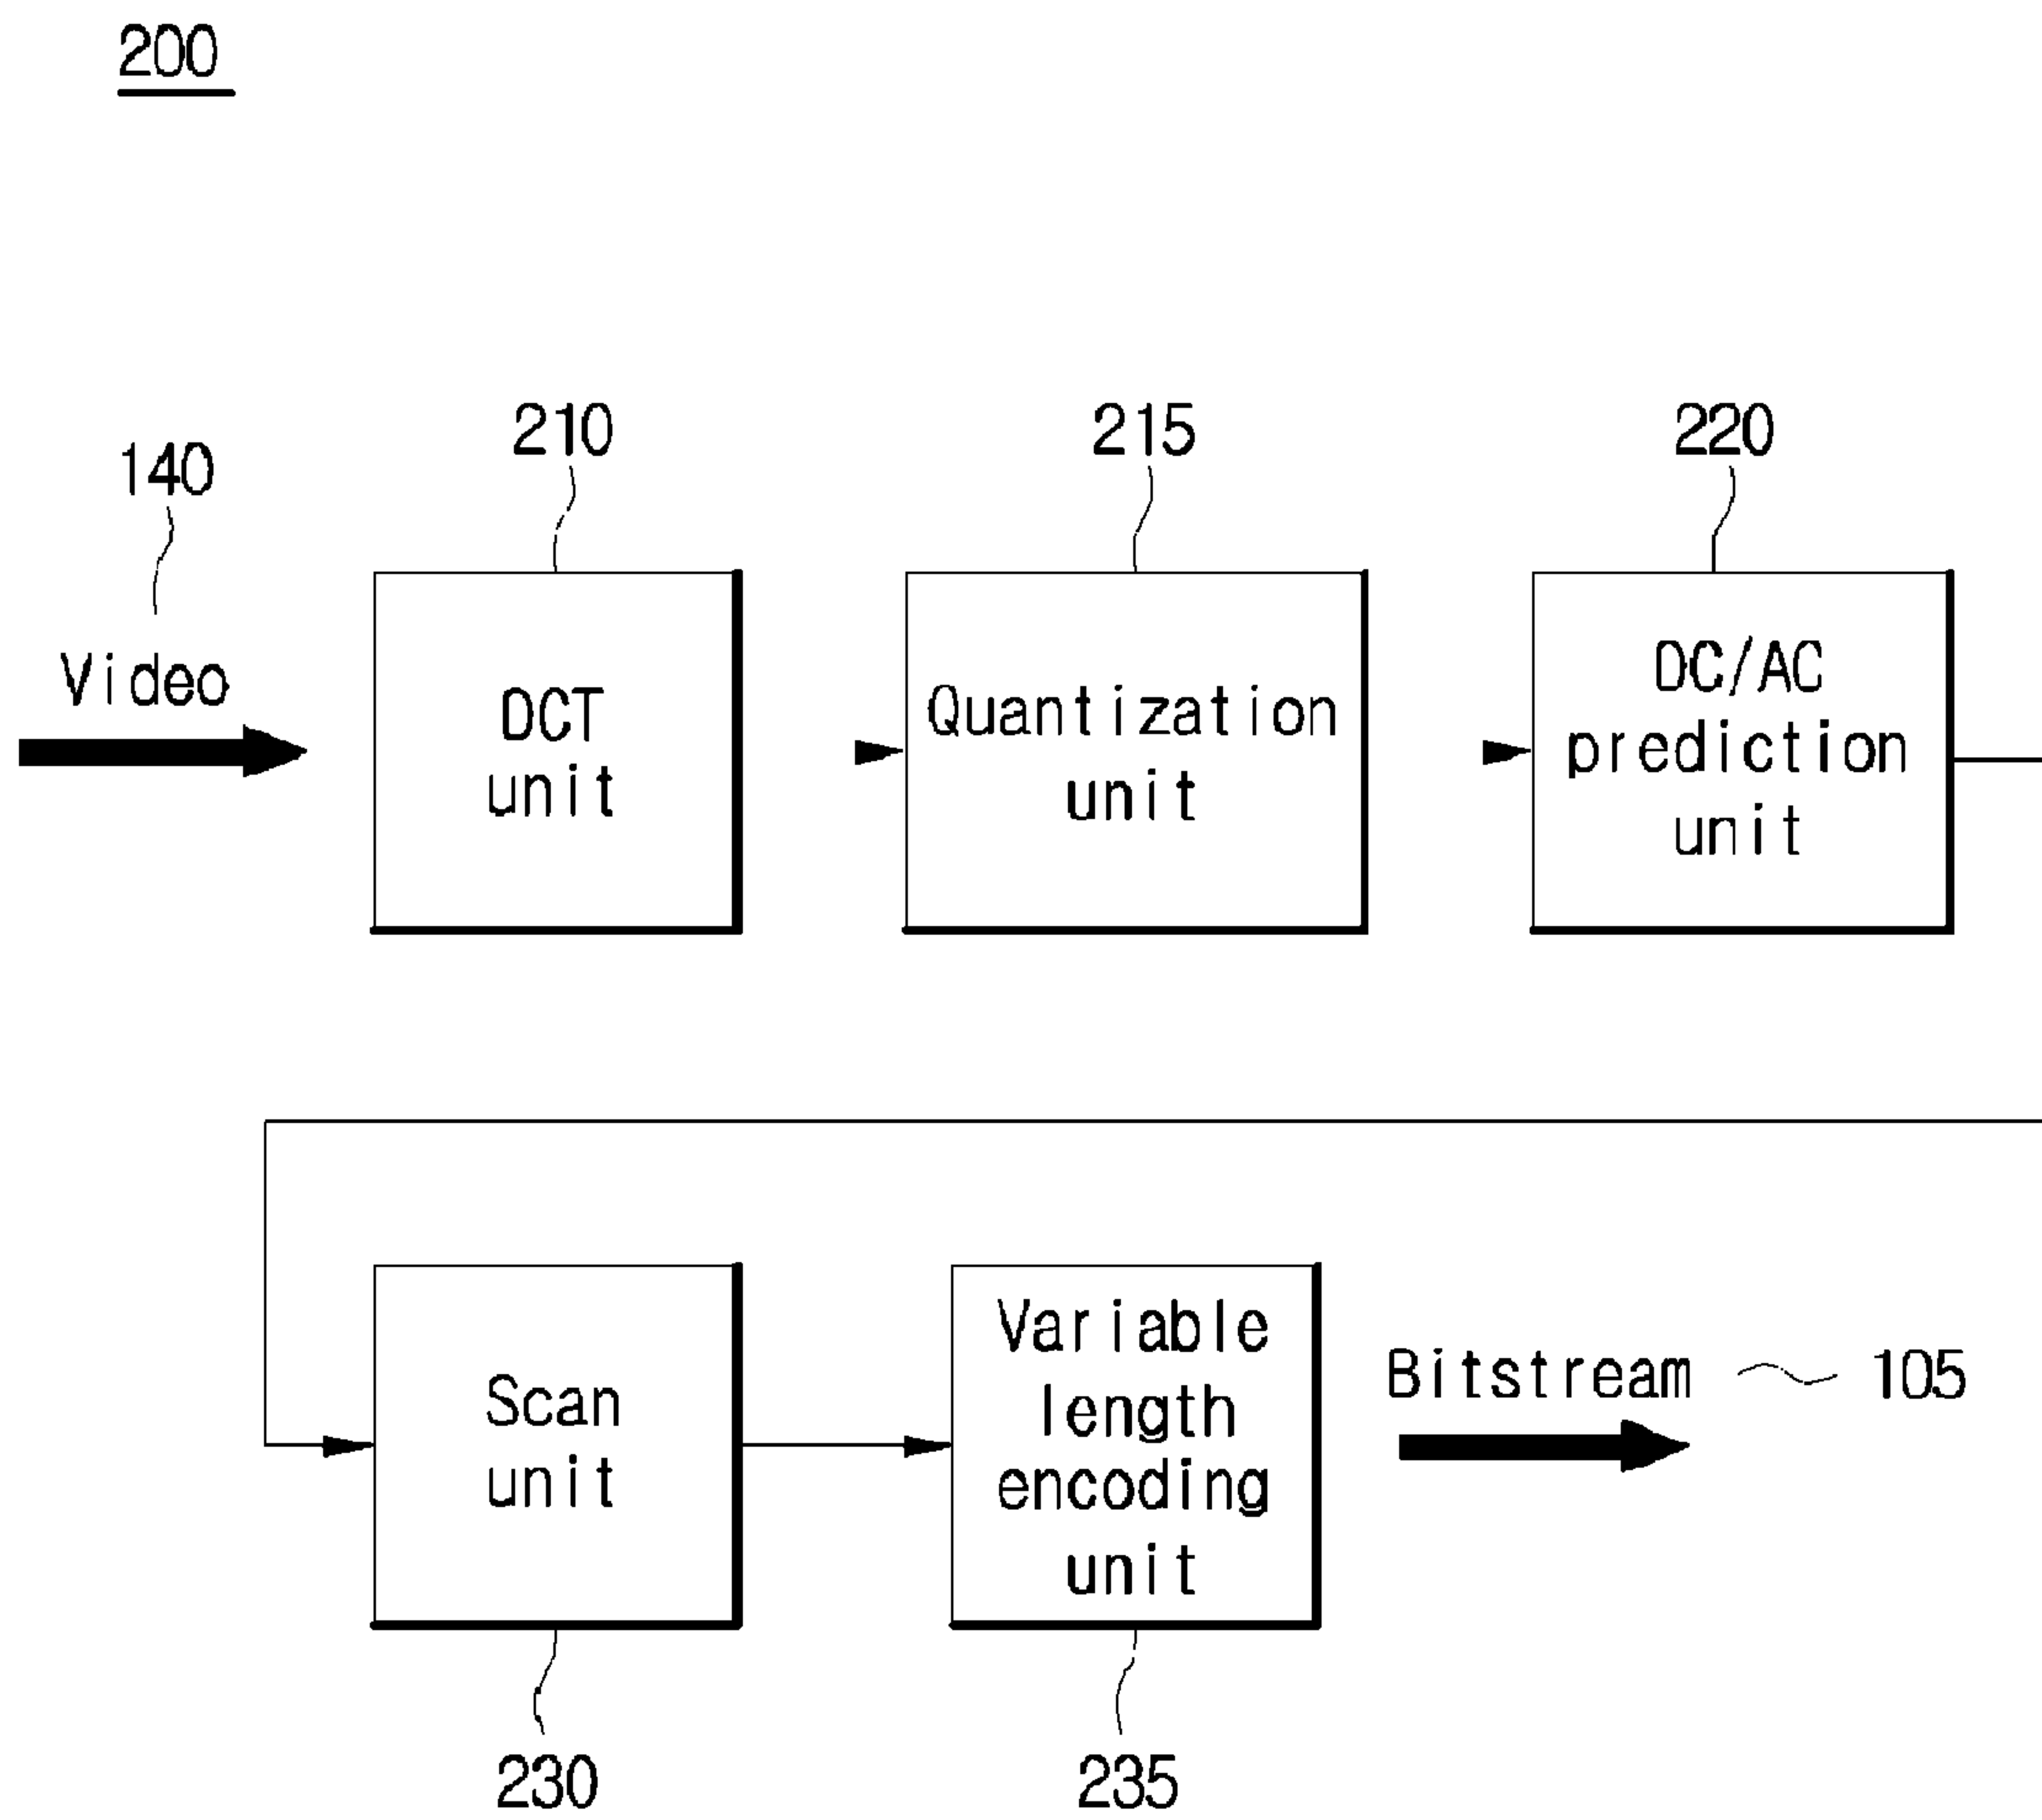 200
210
215
220
140
Video
DCT
unit
Quantization
unit
DC/AC
prediction
unit
Scan
unit
Variable
length
encoding
unit
Bitstream
105
230
235